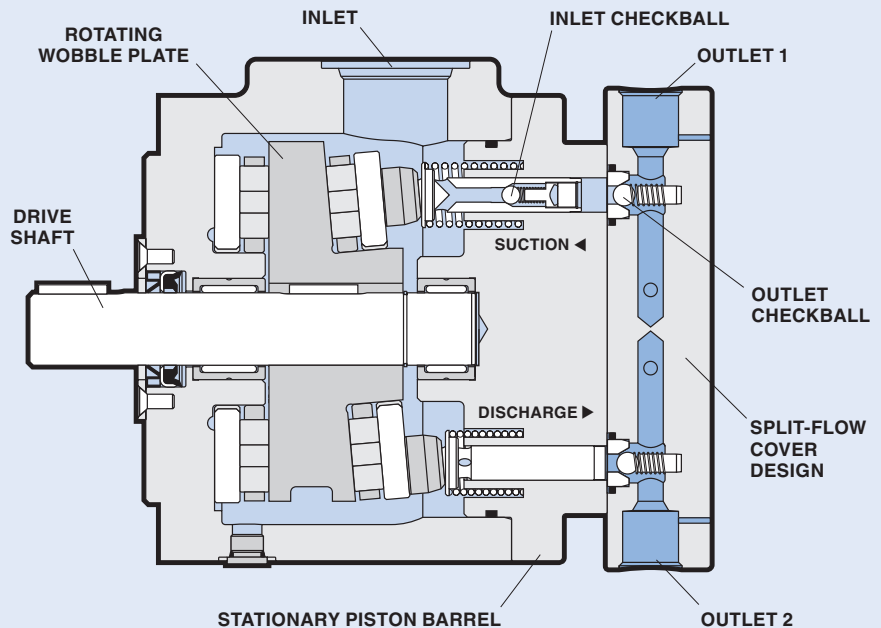 INLET
INLET CHECKBALL
ROTATING
WOBBLE PLATE
OUTLET 1
DRIVE
SHAFT
SUCTION ◄
OUTLET
CHECKBALL
DISCHARGE ►
SPLIT-FLOW
COVER
DESIGN
STATIONARY PISTON BARREL
OUTLET 2